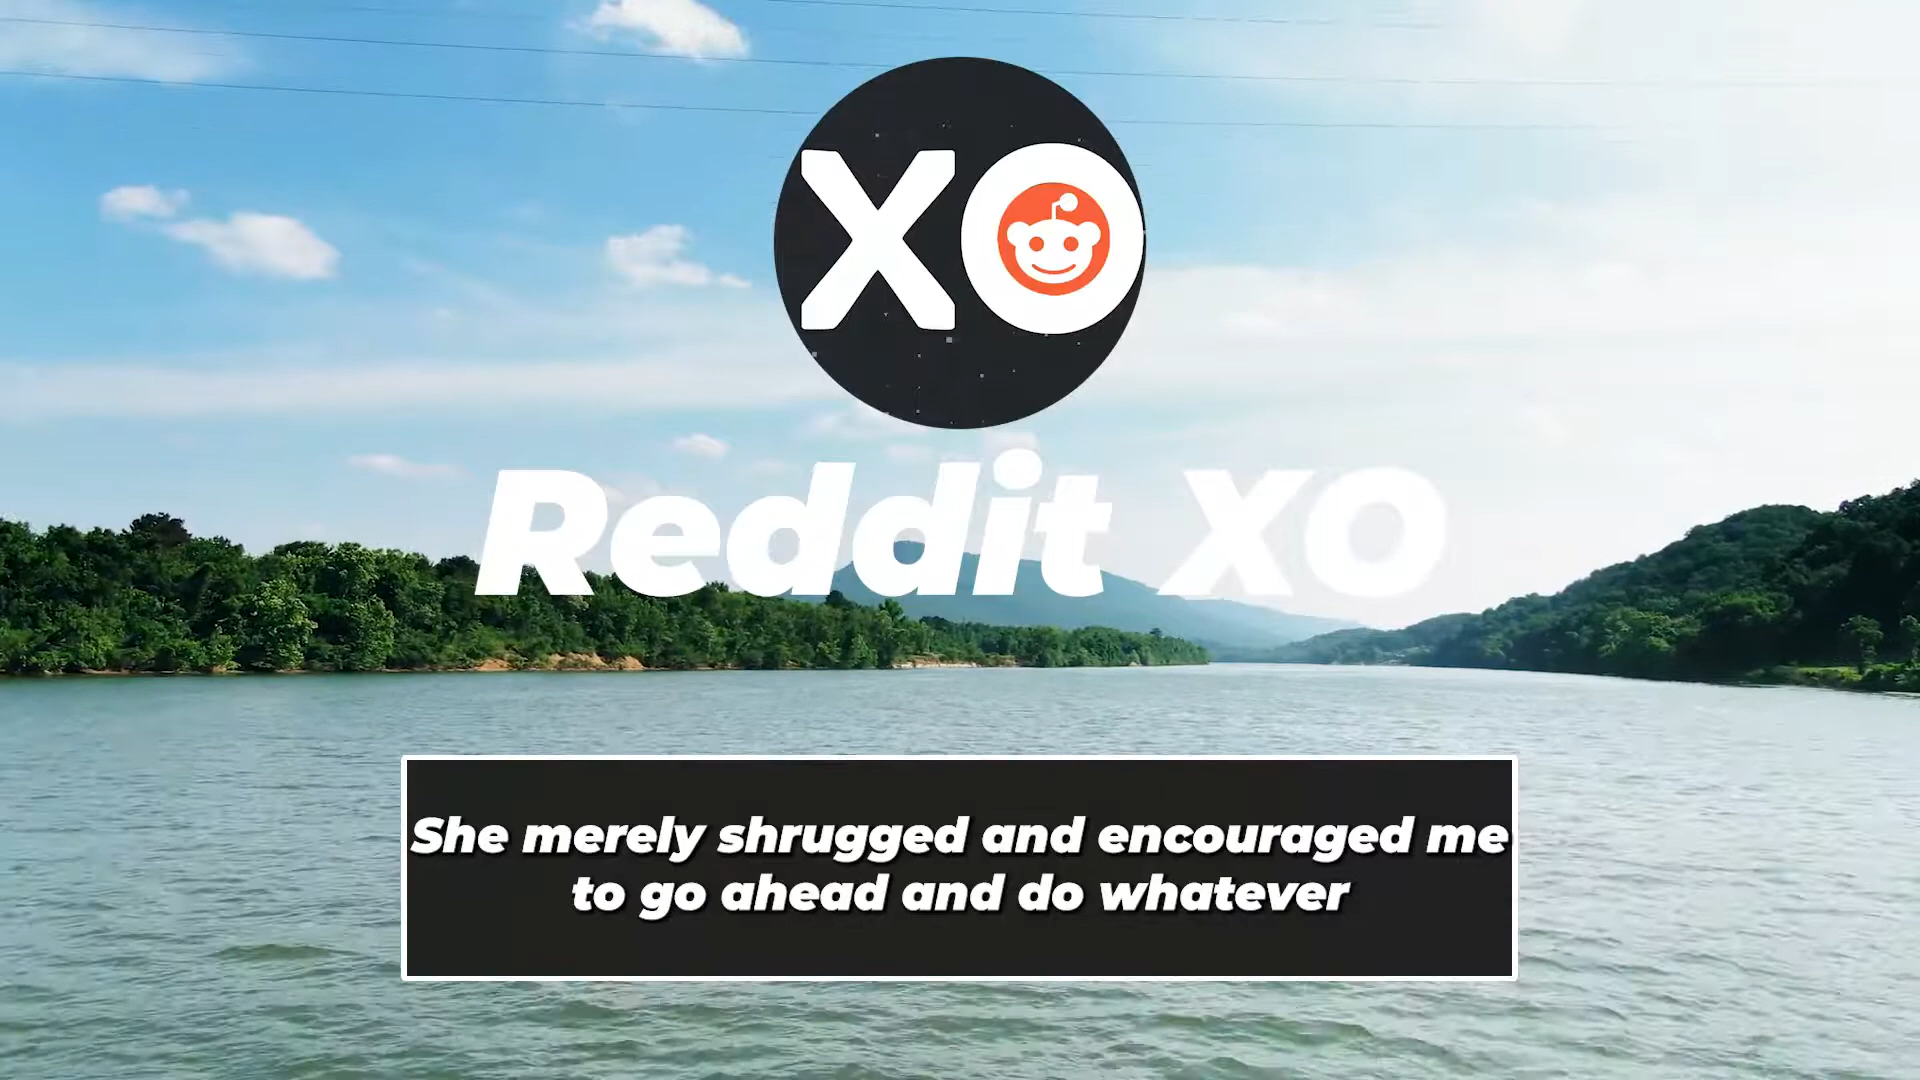 XO
Reddit XO
She merely shrugged and encouraged me
to go ahead and do whatever